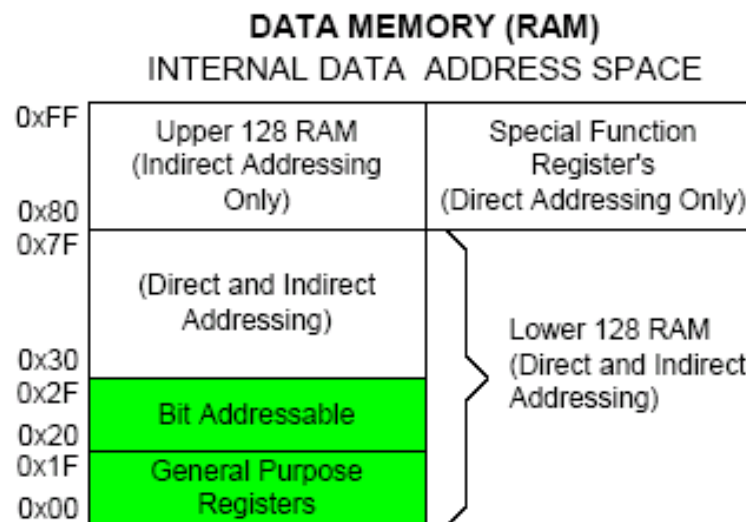 DATA MEMORY (RAM)
INTERNAL DATA ADDRESS SPACE
0xFF
Upper 128 RAM
(Indirect Addressing
Only)
0x80
Special Function
Register's
(Direct Addressing Only)
0x7F
(Direct and Indirect
Addressing)
0x30
Lower 128 RAM
(Direct and Indirect
Addressing)
0x2F
Bit Addressable
0x20
0x1F
General Purpose
Registers
0x00